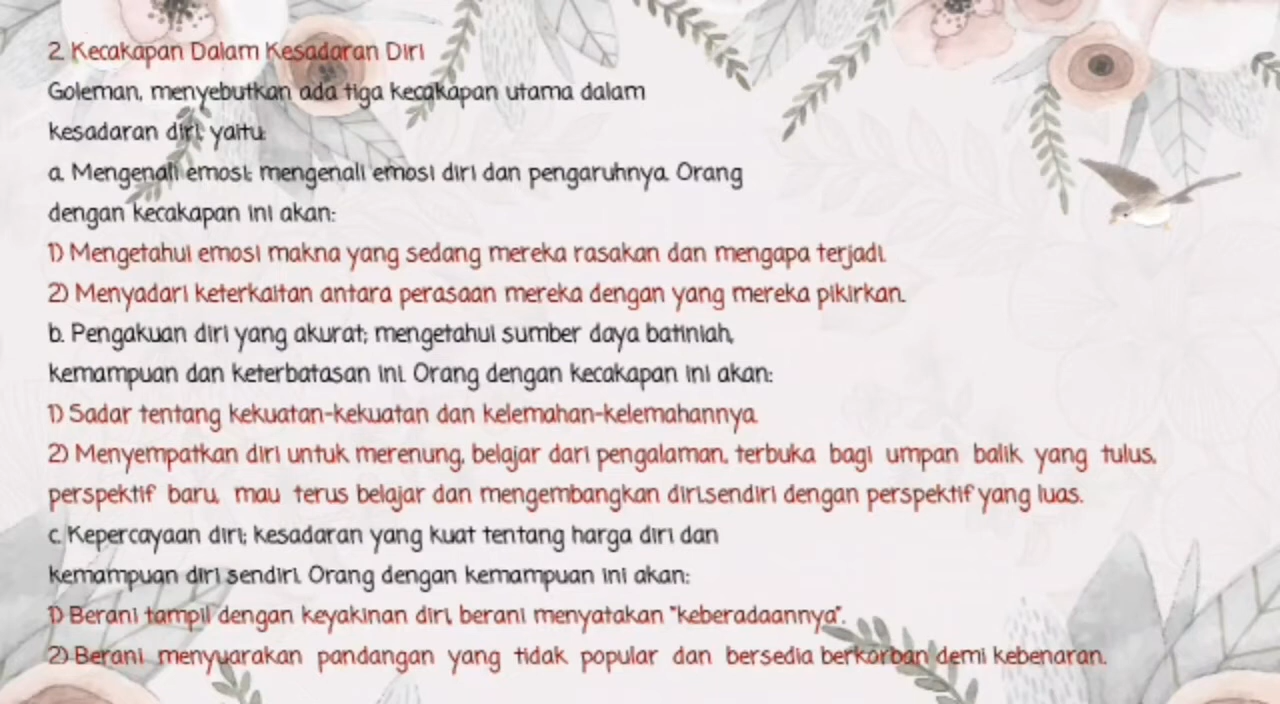 2. Kecakapan Dalam Kesadaran Diri
Goleman, menyebutkan ada tiga kecakapan utama dalam
kesadaran diri, yaitu:
a. Mengenali emosi; mengenali emosi diri dan pengaruhnya. Orang
dengan kecakapan ini akan:
1) Mengetahui emosi makna yang sedang mereka rasakan dan mengapa terjadi.
2) Menyadari keterkaitan antara perasaan mereka dengan yang mereka pikirkan.
b. Pengakuan diri yang akurat; mengetahui sumber daya batiniah,
kemampuan dan keterbatasan ini. Orang dengan kecakapan ini akan:
1) Sadar tentang kekuatan-kekuatan dan kelemahan-kelemahannya.
2) Menyempatkan diri untuk merenung, belajar dari pengalaman, terbuka bagi umpan balik yang tulus,
perspektif baru, mau terus belajar dan mengembangkan diri.sendiri dengan perspektif yang luas.
c. Kepercayaan diri; kesadaran yang kuat tentang harga diri dan
kemampuan diri sendiri. Orang dengan kemampuan ini akan:
1) Berani tampil dengan keyakinan diri, berani menyatakan "keberadaannya".
2) Berani menyuarakan pandangan yang tidak popular dan bersedia berkorban demi kebenaran.